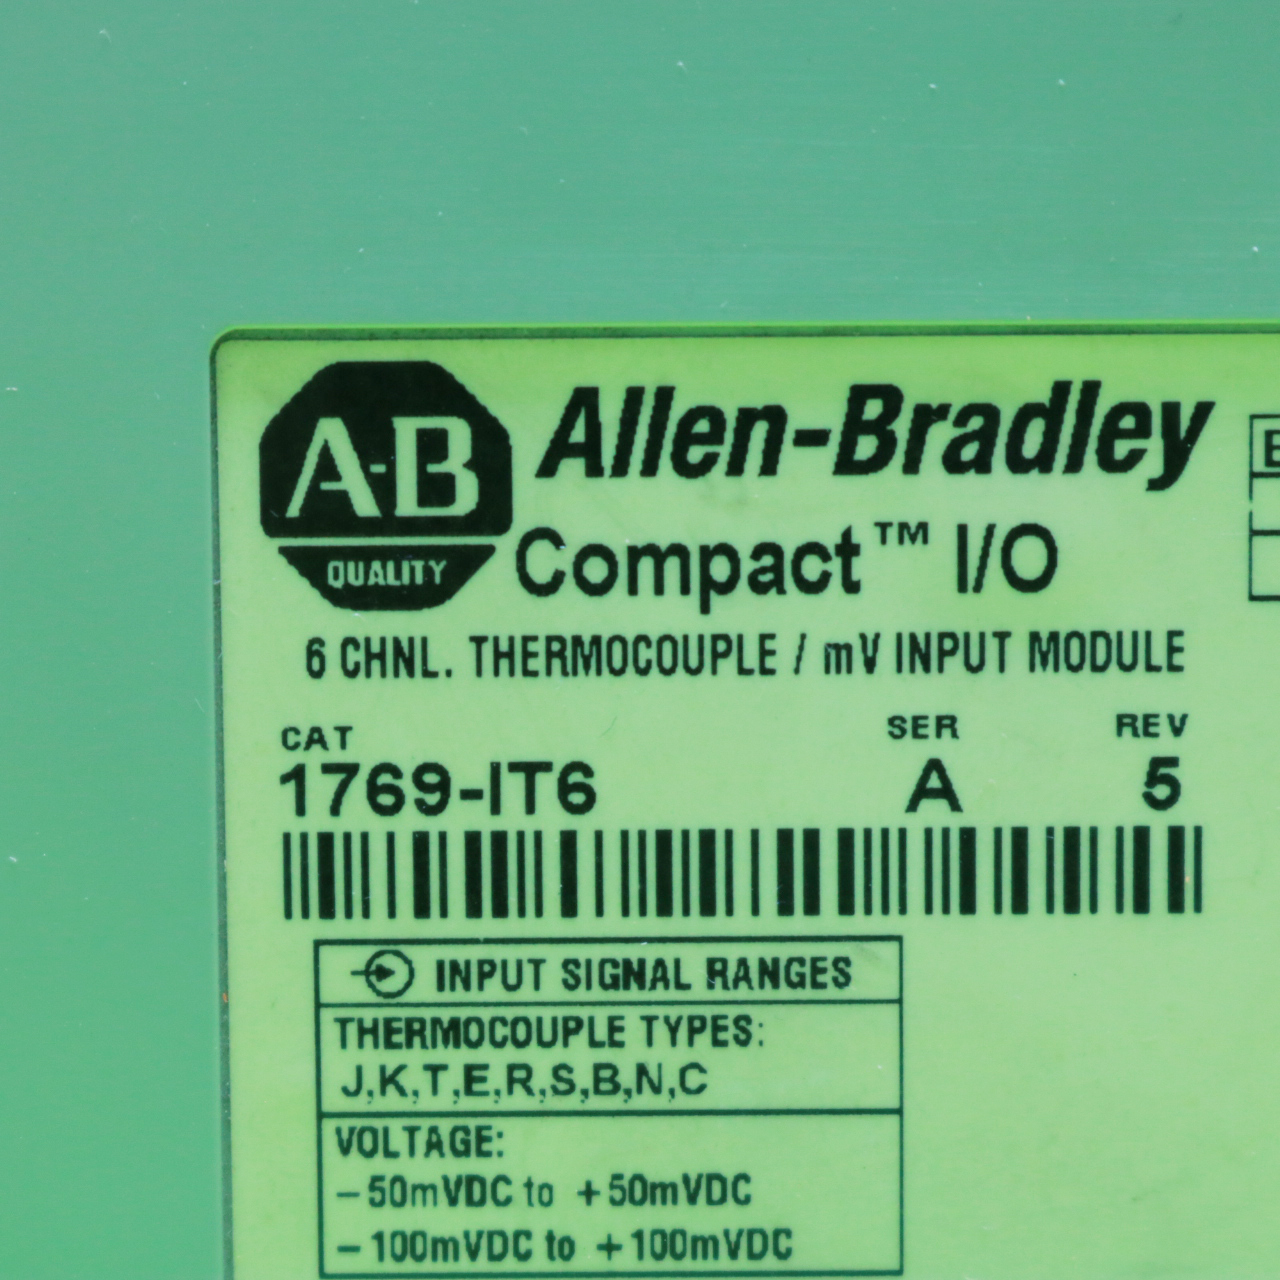 A-B
QUALITY
Allen-Bradley
Compact™ I/O
6 CHNL. THERMOCOUPLE / mV INPUT MODULE
CAT SER REV
1769-IT6 A 5
INPUT SIGNAL RANGES
THERMOCOUPLE TYPES:
J,K,T,E,R,S,B,N,C
VOLTAGE:
-50mVDC to +50mVDC
-100mVDC to +100mVDC